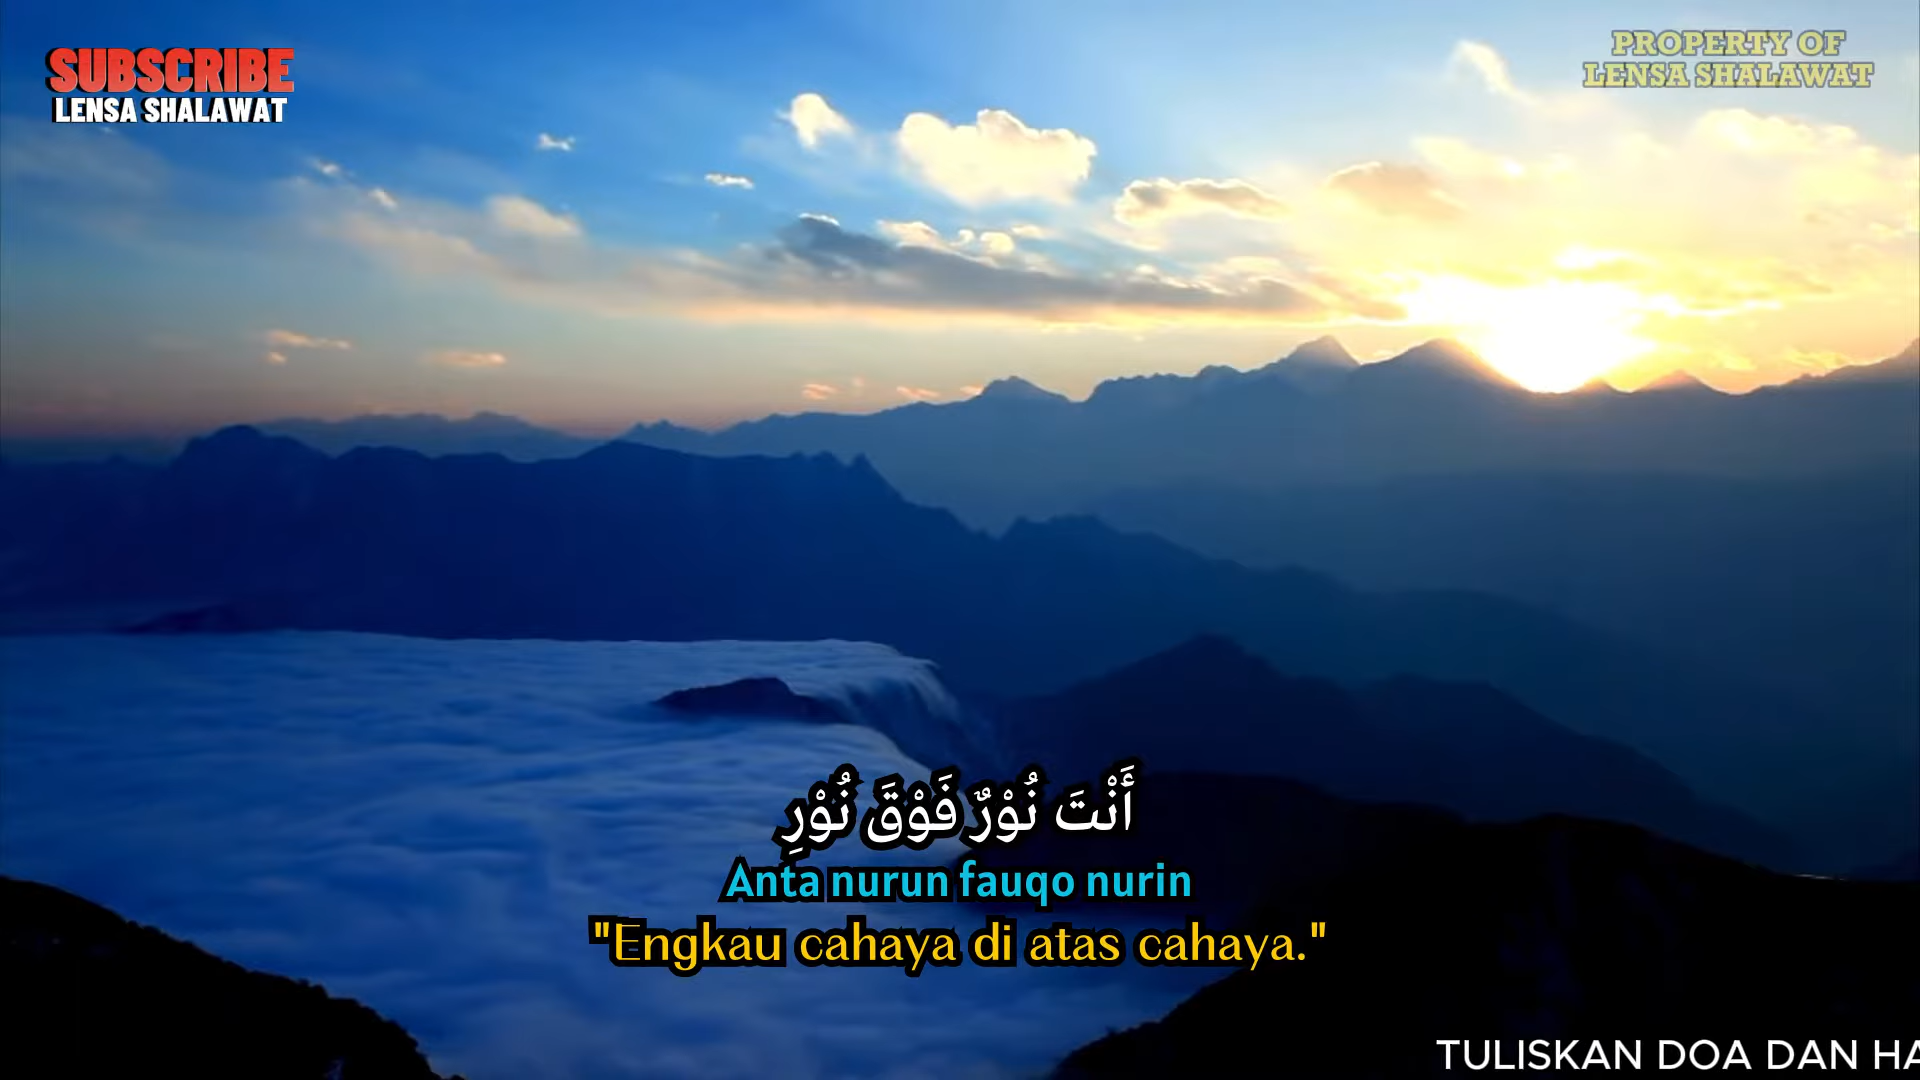 SUBSCRIBE
LENSA SHALAWAT
PROPERTY OF
LENSA SHALAWAT
أَنْتَ نُوْرٌ فَوْقَ نُوْرِ
Anta nurun fauqo nurin
"Engkau cahaya di atas cahaya."
TULISKAN DOA DAN HA